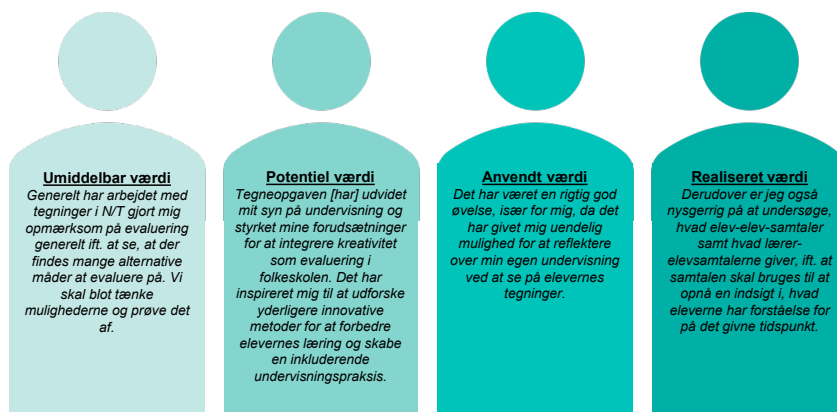 Umiddelbar værdi
Generelt har arbejdet med
tegninger i N/T gjort mig
opmærksom på evaluering
generelt ift. at se, at der
findes mange alternative
måder at evaluere på. Vi
skal blot tænke
mulighederne og prøve det
af.
Potentiel værdi
Tegneopgaven [har] udvidet
mit syn på undervisning og
styrket mine forudsætninger
for at integrere kreativitet
som evaluering i
folkeskolen. Det har
inspireret mig til at udforske
yderligere innovative
metoder for at forbedre
elevernes læring og skabe
en inkluderende
undervisningspraksis.
Anvendt værdi
Det har været en rigtig god
øvelse, især for mig, da det
har givet mig uendelig
mulighed for at reflektere
over min egen undervisning
ved at se på elevernes
tegninger.
Realiseret værdi
Derudover er jeg også
nysgerrig på at undersøge,
hvad elev-elev-samtaler
samt hvad lærer-
elevsamtalerne giver, ift. at
samtalen skal bruges til at
opnå en indsigt i, hvad
eleverne har forståelse for
på det givne tidspunkt.